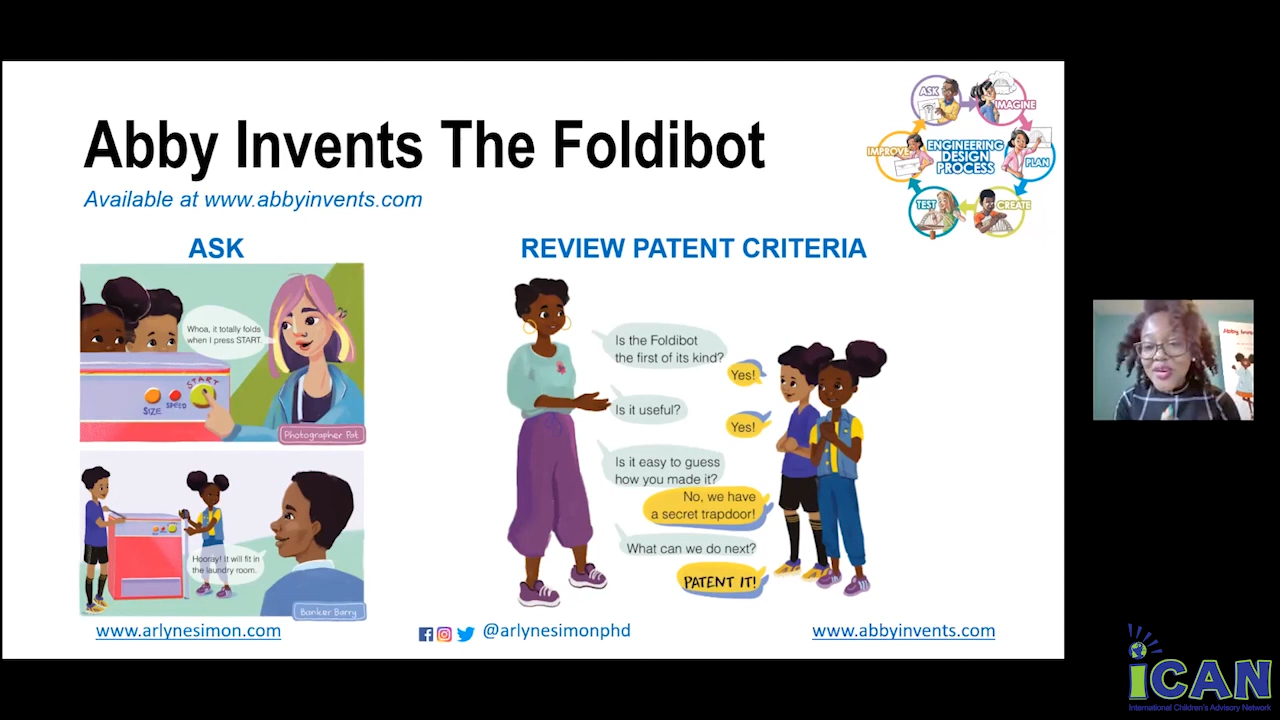 Abby Invents The Foldibot
Available at www.abbyinvents.com
ASK
IMAGINE
PLAN
CREATE
TEST
IMPROVE
ENGINEERING
DESIGN
PROCESS
ASK
Whoa, it totally folds
when I press START.
SIZE
SPEED
START
Photographer Pat
Hooray! It will fit in
the laundry room.
Banker Barry
REVIEW PATENT CRITERIA
Is the Foldibot
the first of its kind?
Yes!
Is it useful?
Yes!
Is it easy to guess
how you made it?
No, we have
a secret trapdoor!
What can we do next?
PATENT IT!
www.arlynesimon.com
@arlynesimonphd
www.abbyinvents.com
iCAN
International Children's Advisory Network